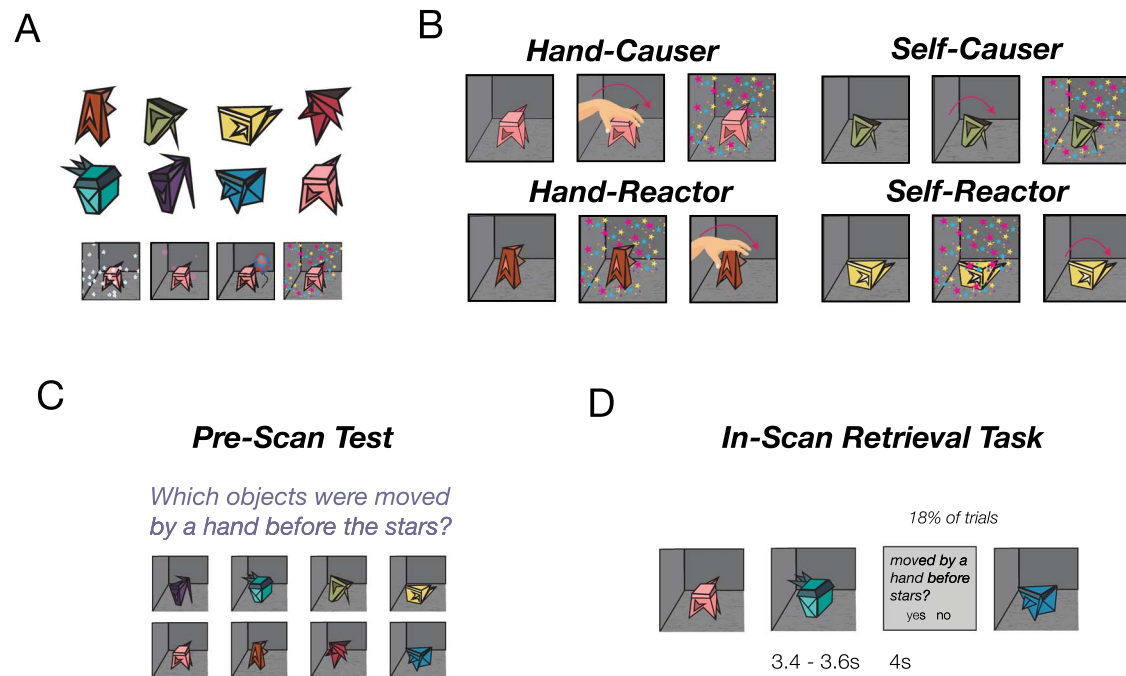 A
B
Hand-Causer
Self-Causer
Hand-Reactor
Self-Reactor
C
Pre-Scan Test
Which objects were moved
by a hand before the stars?
D
In-Scan Retrieval Task
18% of trials
moved by a
hand before
stars?
yes no
3.4 - 3.6s
4s